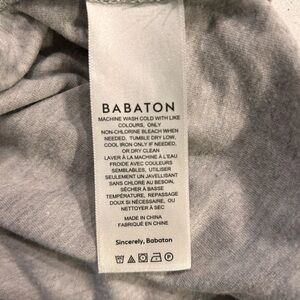 BABATON
MACHINE WASH COLD WITH LIKE
COLOURS, ONLY
NON-CHLORINE BLEACH WHEN
NEEDED, TUMBLE DRY LOW,
COOL IRON ONLY IF NEEDED,
OR DRY CLEAN
LAVER À LA MACHINE À L'EAU
FROIDE AVEC COULEURS
SEMBLABLES, UTILISER
SEULEMENT UN JAVELLISANT
SANS CHLORE AU BESOIN,
SÉCHER À BASSE
TEMPÉRATURE, REPASSAGE
DOUX SI NÉCESSAIRE, OU
NETTOYER À SEC
MADE IN CHINA
FABRIQUÉ EN CHINE
Sincerely, Babaton